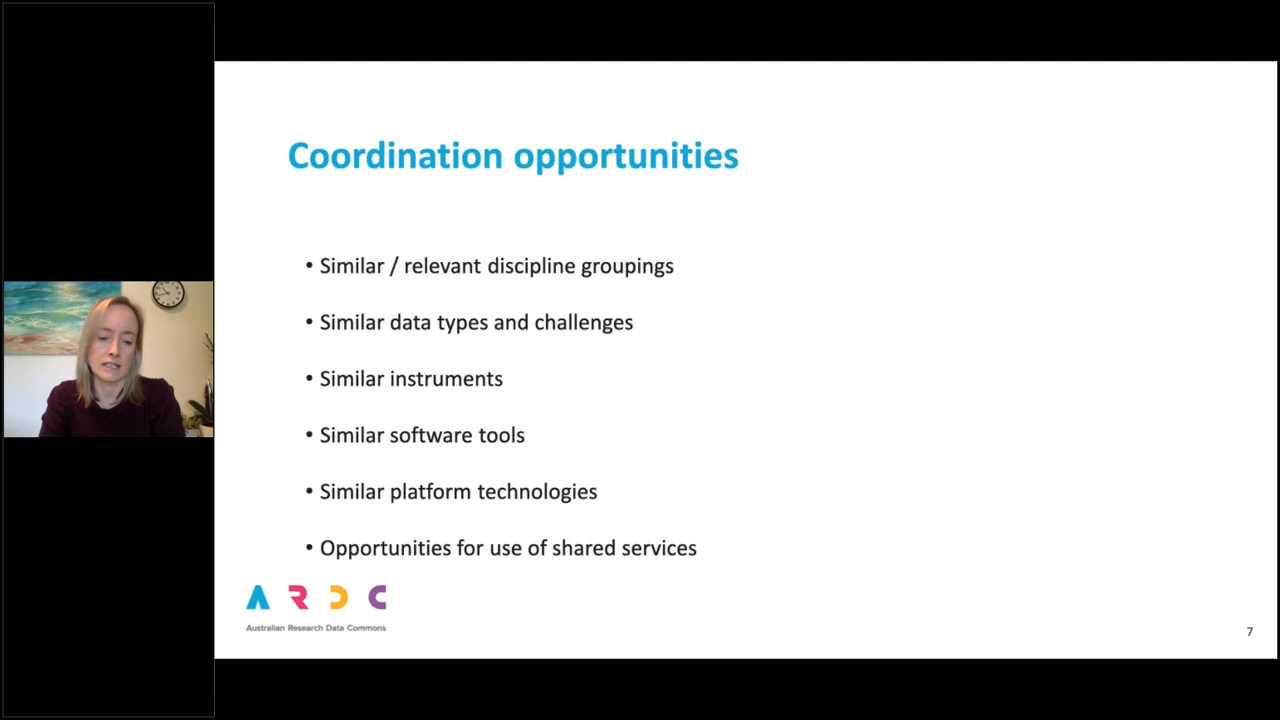 Coordination opportunities
• Similar / relevant discipline groupings
• Similar data types and challenges
• Similar instruments
• Similar software tools
• Similar platform technologies
• Opportunities for use of shared services
ARDC
Australian Research Data Commons
7